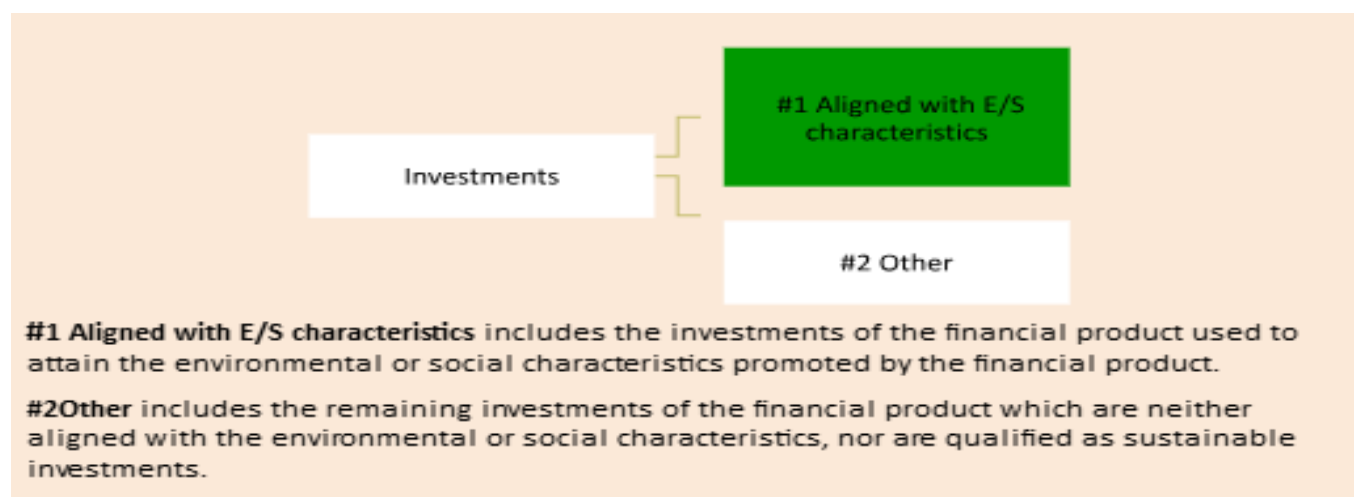 #1 Aligned with E/S
characteristics
Investments
#2 Other
#1 Aligned with E/S characteristics includes the investments of the financial product used to
attain the environmental or social characteristics promoted by the financial product.
#2Other includes the remaining investments of the financial product which are neither
aligned with the environmental or social characteristics, nor are qualified as sustainable
investments.